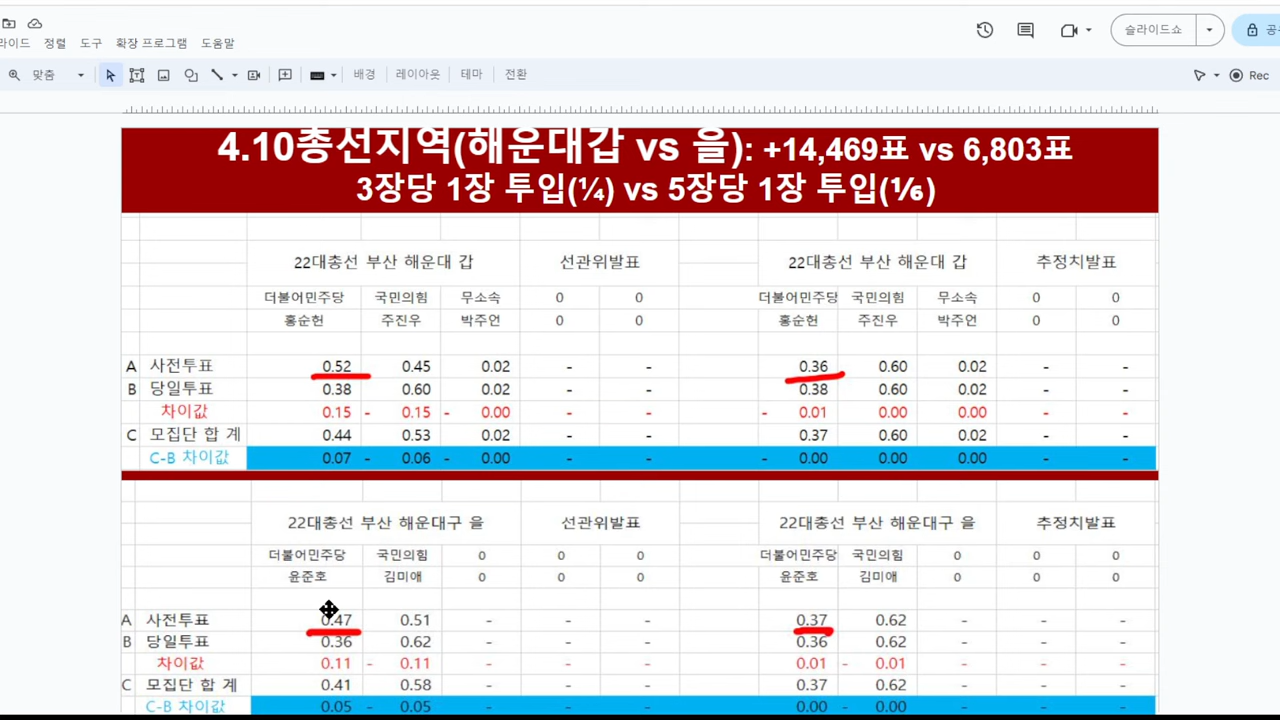 라이드 정렬 도구 확장 프로그램 도움말
슬라이드쇼
맞춤 배경 레이아웃 테마 전환
Rec
4.10총선지역(해운대갑 vs 을): +14,469표 vs 6,803표
3장당 1장 투입(¼) vs 5장당 1장 투입(⅙)
22대총선 부산 해운대 갑 선관위발표 22대총선 부산 해운대 갑 추정치발표
더불어민주당 국민의힘 무소속 0 0 더불어민주당 국민의힘 무소속 0 0
홍순헌 주진우 박주언 0 0 홍순헌 주진우 박주언 0 0
A 사전투표 0.52 0.45 0.02 - - 0.36 0.60 0.02 - -
B 당일투표 0.38 0.60 0.02 - - 0.38 0.60 0.02 - -
차이값 0.15 - 0.15 - 0.00 - - - 0.01 0.00 0.00 - -
C 모집단 합 계 0.44 0.53 0.02 - - 0.37 0.60 0.02 - -
C-B 차이값 0.07 - 0.06 - 0.00 - - - 0.00 0.00 0.00 - -
22대총선 부산 해운대구 을 선관위발표 22대총선 부산 해운대구 을 추정치발표
더불어민주당 국민의힘 0 0 0 더불어민주당 국민의힘 0 0 0
윤준호 김미애 0 0 0 윤준호 김미애 0 0 0
A 사전투표 0.47 0.51 - - - 0.37 0.62 - - -
B 당일투표 0.36 0.62 - - - 0.36 0.62 - - -
차이값 0.11 - 0.11 - - - 0.01 - 0.01 - - -
C 모집단 합 계 0.41 0.58 - - - 0.37 0.62 - - -
C-B 차이값 0.05 - 0.05 - - - 0.00 - 0.00 - - -